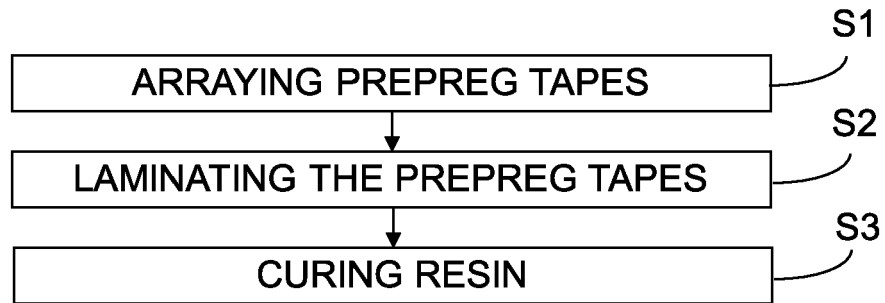 S1
ARRAYING PREPREG TAPES
S2
LAMINATING THE PREPREG TAPES
S3
CURING RESIN